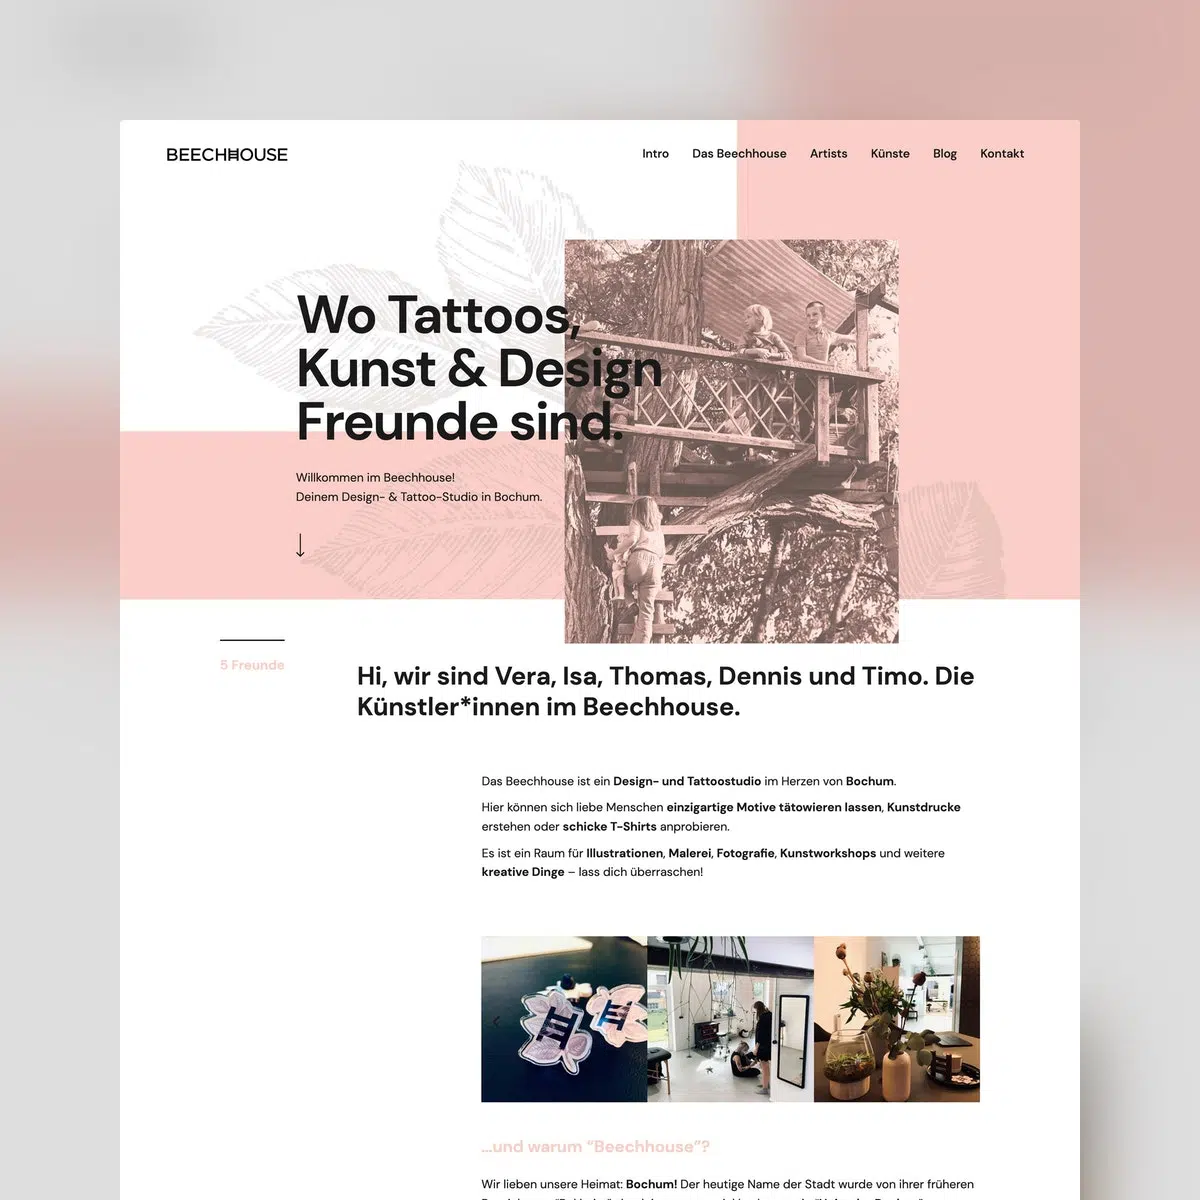 BEECHHOUSE
Intro Das Beechhouse Artists Künste Blog Kontakt
Wo Tattoos,
Kunst & Design
Freunde sind.
Willkommen im Beechhouse!
Deinem Design- & Tattoo-Studio in Bochum.
5 Freunde
Hi, wir sind Vera, Isa, Thomas, Dennis und Timo. Die
Künstler*innen im Beechhouse.
Das Beechhouse ist ein Design- und Tattoostudio im Herzen von Bochum.
Hier können sich liebe Menschen einzigartige Motive tätowieren lassen, Kunstdrucke
erstehen oder schicke T-Shirts anprobieren.
Es ist ein Raum für Illustrationen, Malerei, Fotografie, Kunstworkshops und weitere
kreative Dinge – lass dich überraschen!
...und warum “Beechhouse”?
Wir lieben unsere Heimat: Bochum! Der heutige Name der Stadt wurde von ihrer früheren